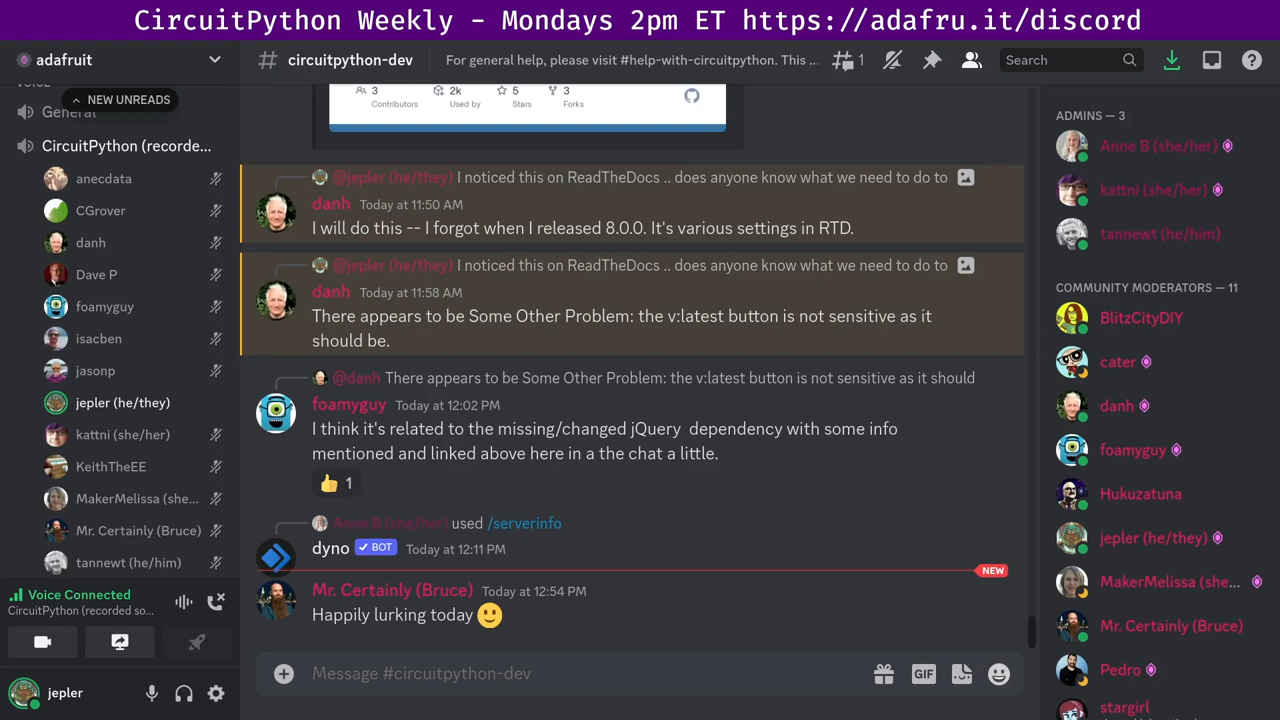 CircuitPython Weekly - Mondays 2pm ET https://adafru.it/discord
adafruit
NEW UNREADS
General
CircuitPython (recorde...
anecdata
CGrover
danh
Dave P
foamyguy
isacben
jasonp
jepler (he/they)
kattni (she/her)
KeithTheEE
MakerMelissa (she...
Mr. Certainly (Bruce)
tannewt (he/him)
Voice Connected
CircuitPython (recorded so...
jepler
circuitpython-dev
For general help, please visit #help-with-circuitpython. This ...
1
Search
3
Contributors
2k
Used by
5
Stars
3
Forks
@jepler (he/they) I noticed this on ReadTheDocs .. does anyone know what we need to do to
danh Today at 11:50 AM
I will do this -- I forgot when I released 8.0.0. It's various settings in RTD.
@jepler (he/they) I noticed this on ReadTheDocs .. does anyone know what we need to do to
danh Today at 11:58 AM
There appears to be Some Other Problem: the v:latest button is not sensitive as it
should be.
@danh There appears to be Some Other Problem: the v:latest button is not sensitive as it should
foamyguy Today at 12:02 PM
I think it's related to the missing/changed jQuery dependency with some info
mentioned and linked above here in a the chat a little.
1
Anne B (she/her) used /serverinfo
dyno BOT Today at 12:11 PM
NEW
Mr. Certainly (Bruce) Today at 12:54 PM
Happily lurking today
Message #circuitpython-dev
GIF
ADMINS — 3
Anne B (she/her)
kattni (she/her)
tannewt (he/him)
COMMUNITY MODERATORS — 11
BlitzCityDIY
cater
danh
foamyguy
Hukuzatuna
jepler (he/they)
MakerMelissa (she...
Mr. Certainly (Bruce)
Pedro
stargirl